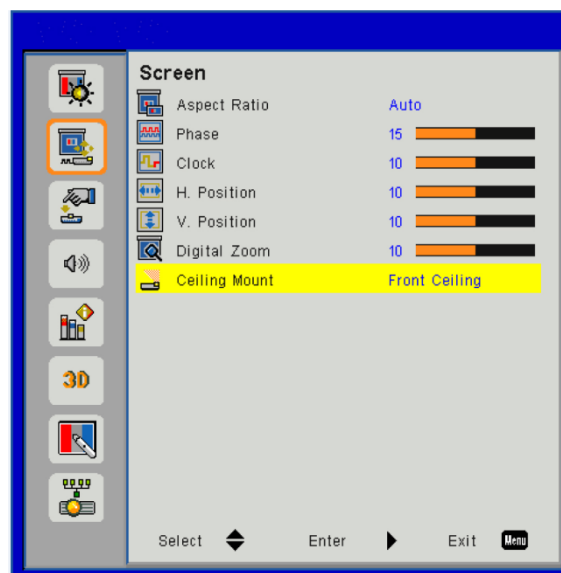 Screen
Aspect Ratio Auto
Phase 15
Clock 10
H. Position 10
V. Position 10
Digital Zoom 10
Ceiling Mount Front Ceiling
3D
Select Enter Exit Menu